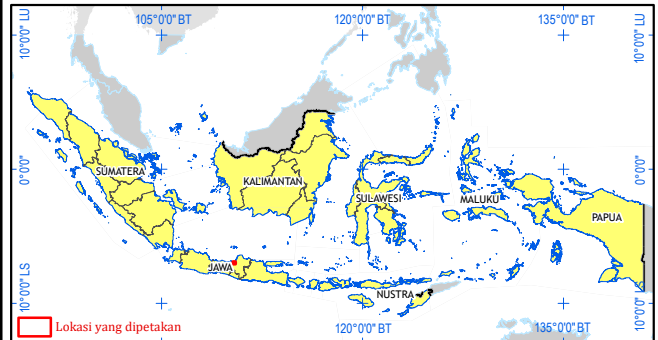 105°0'0" BT
120°0'0" BT
135°0'0" BT
10°0'0" LU
10°0'0" LU
SUMATERA
KALIMANTAN
SULAWESI
MALUKU
PAPUA
0°0'0"
0°0'0"
JAWA
NUSTRA
10°0'0" LS
10°0'0" LS
Lokasi yang dipetakan
120°0'0" BT
135°0'0" BT